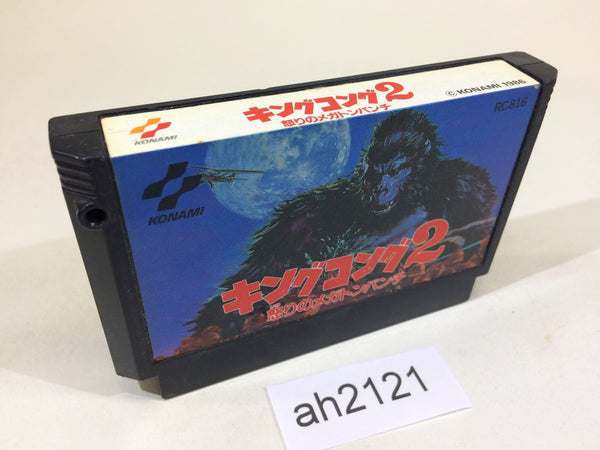 KONAMI
キングコング2
怒りのメガトンパンチ
© KONAMI 1986
RC816
KONAMI
キングコング2
怒りのメガトンパンチ
ah2121